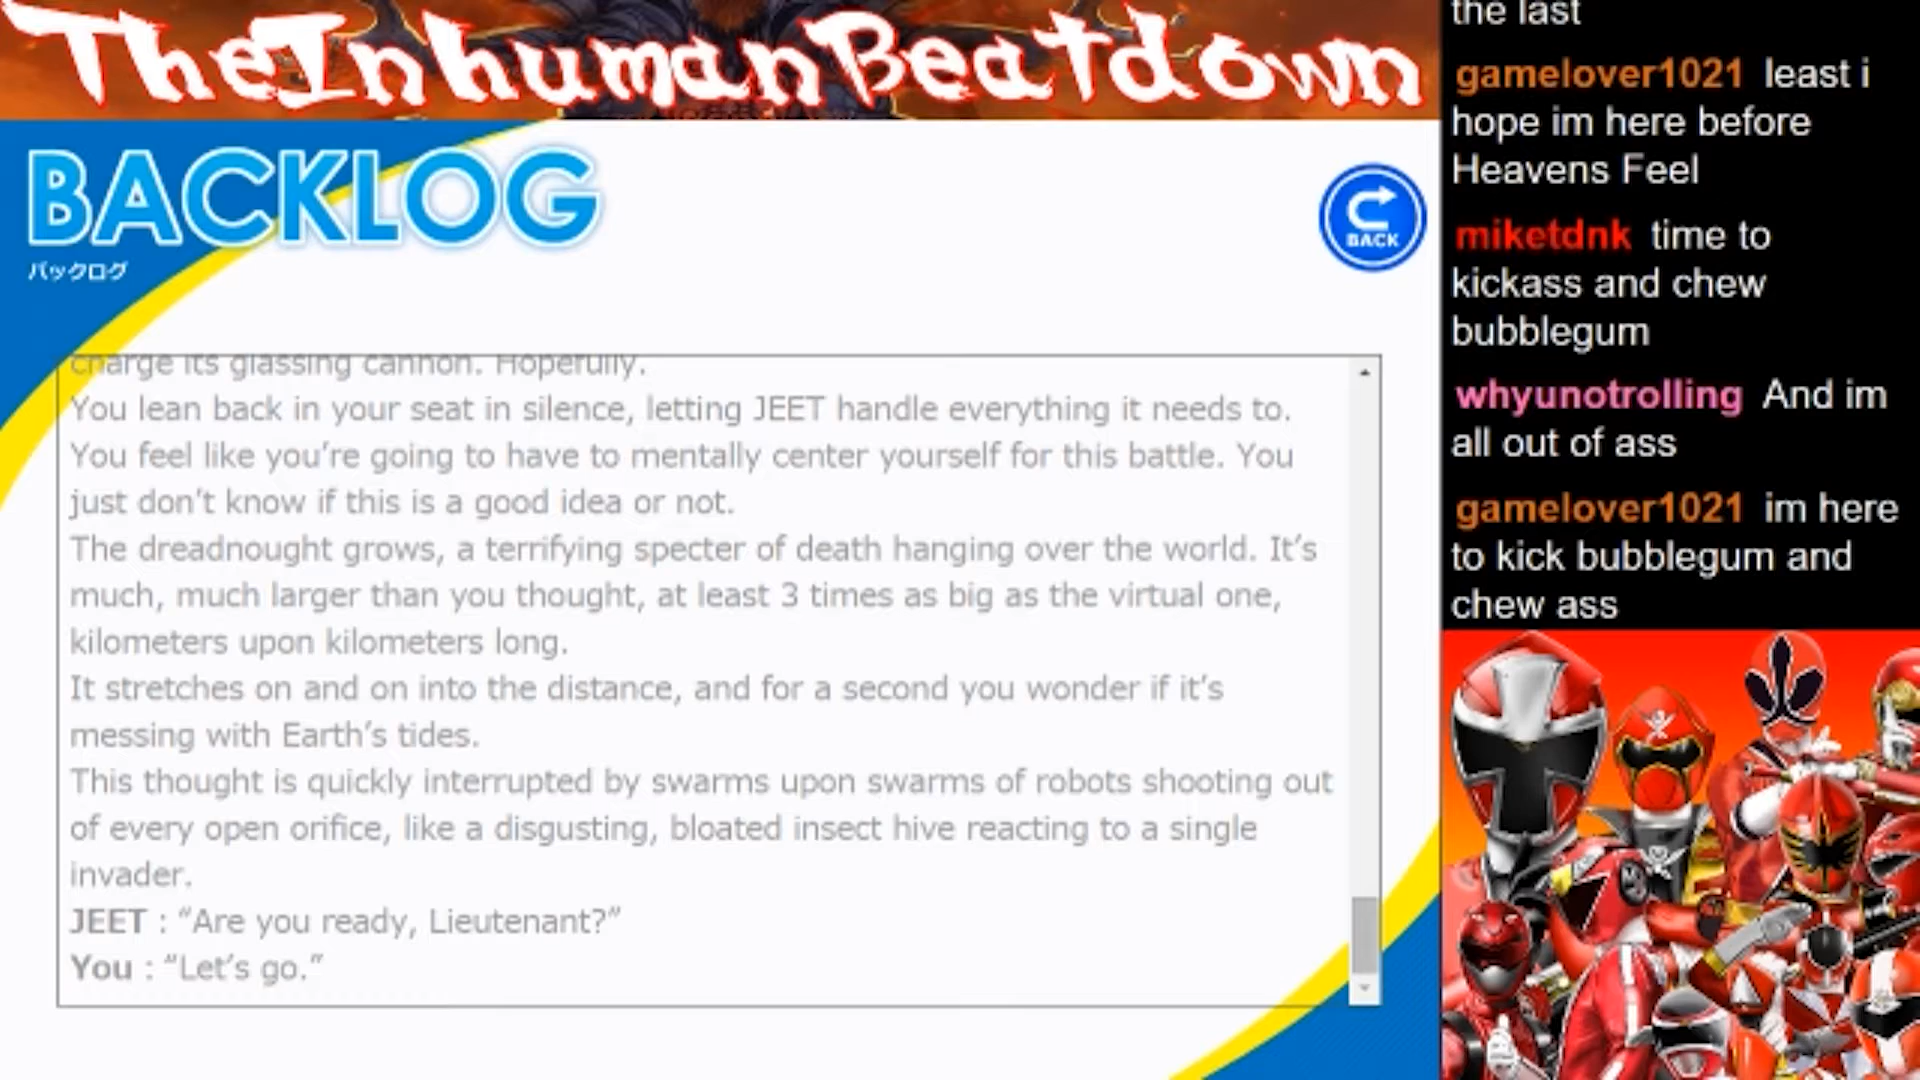 TheInhumanBeatdown
BACKLOG
バックログ
BACK
charge its glassing cannon. Hopefully.
You lean back in your seat in silence, letting JEET handle everything it needs to.
You feel like you’re going to have to mentally center yourself for this battle. You
just don’t know if this is a good idea or not.
The dreadnought grows, a terrifying specter of death hanging over the world. It’s
much, much larger than you thought, at least 3 times as big as the virtual one,
kilometers upon kilometers long.
It stretches on and on into the distance, and for a second you wonder if it’s
messing with Earth’s tides.
This thought is quickly interrupted by swarms upon swarms of robots shooting out
of every open orifice, like a disgusting, bloated insect hive reacting to a single
invader.
JEET : “Are you ready, Lieutenant?”
You : “Let’s go.”
the last
gamelover1021 least i
hope im here before
Heavens Feel
miketdnk time to
kickass and chew
bubblegum
whyunotrolling And im
all out of ass
gamelover1021 im here
to kick bubblegum and
chew ass